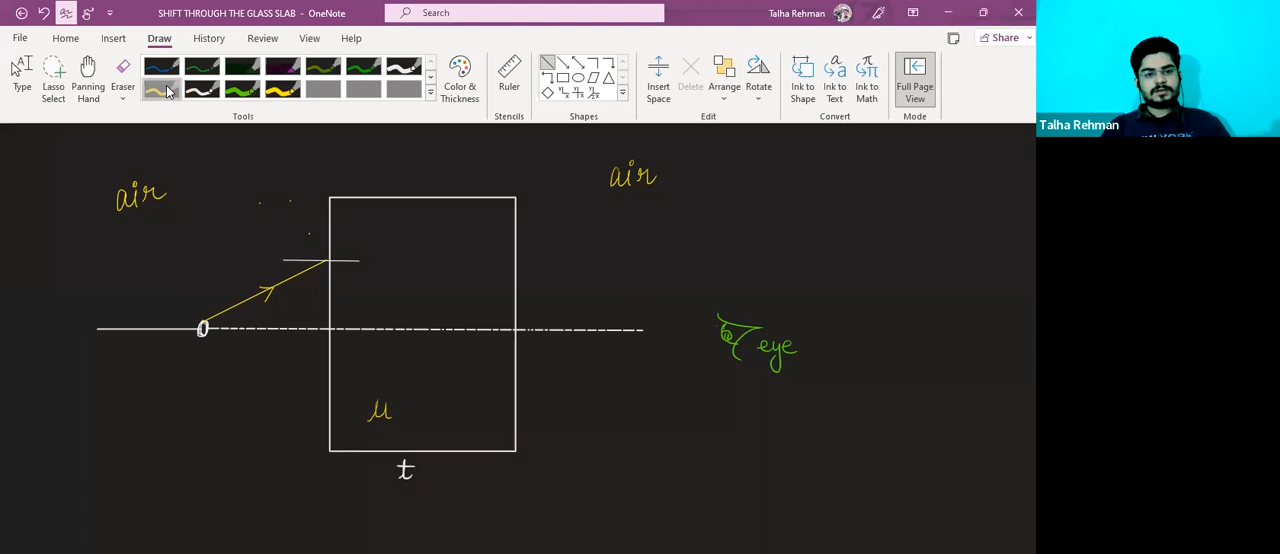 SHIFT THROUGH THE GLASS SLAB - OneNote
Search
Talha Rehman
File Home Insert Draw History Review View Help
Share
Type
Lasso Select
Panning Hand
Eraser
Color & Thickness
Ruler
Insert Space
Delete
Arrange
Rotate
Ink to Shape
Ink to Text
Ink to Math
Full Page View
Tools
Stencils
Shapes
Edit
Convert
Mode
Talha Rehman
air
air
O
eye
μ
t